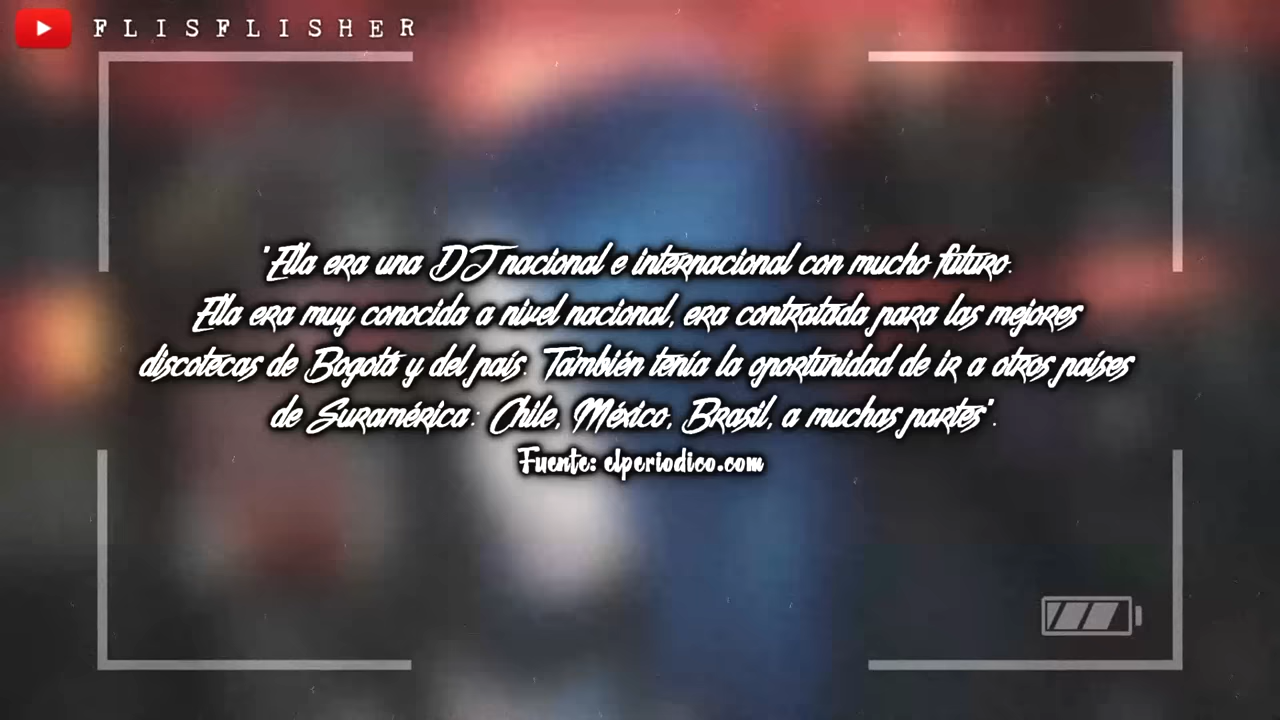 FLISFLISHER
"Ella era una DJ nacional e internacional con mucho futuro.
Ella era muy conocida a nivel nacional, era contratada para las mejores
discotecas de Bogotá y del país. También tenía la oportunidad de ir a otros países
de Suramérica: Chile, México, Brasil, a muchas partes".
Fuente: elperiodico.com